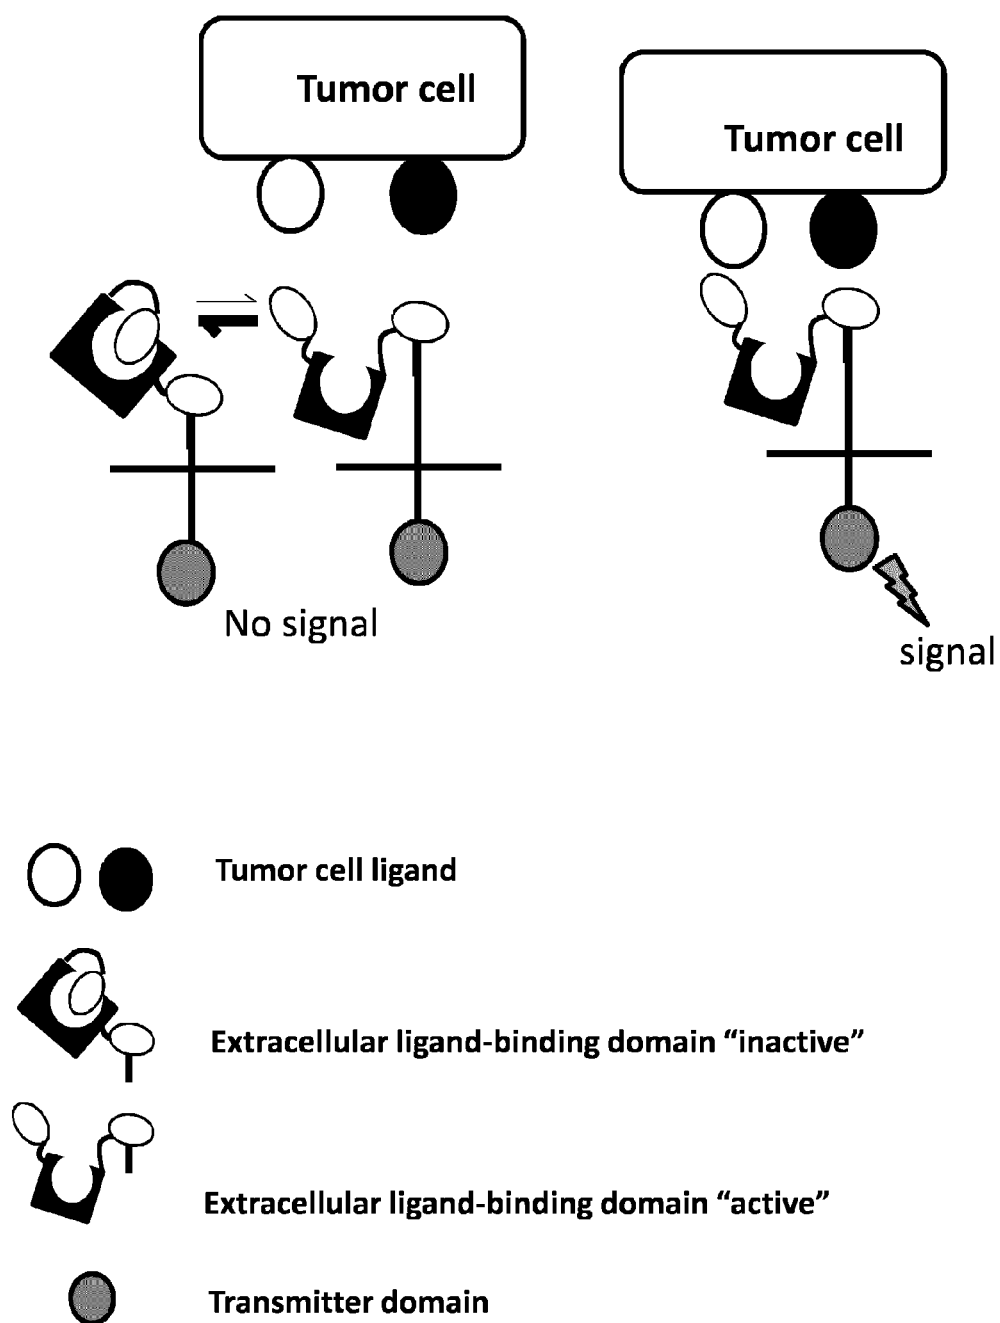 Tumor cell
Tumor cell
No signal
signal
Tumor cell ligand
Extracellular ligand-binding domain “inactive”
Extracellular ligand-binding domain “active”
Transmitter domain